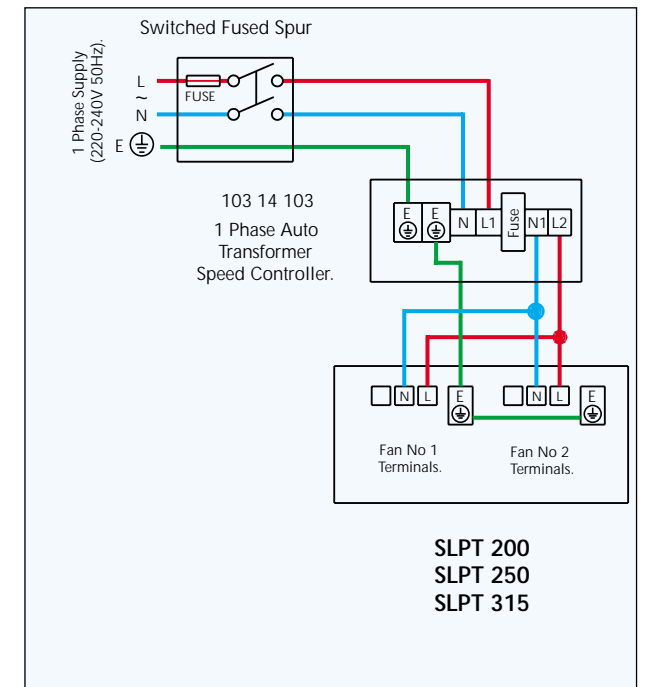 Switched Fused Spur
1 Phase Supply
(220-240V 50Hz).
L
~
N
E
FUSE
103 14 103
1 Phase Auto
Transformer
Speed Controller.
E
E
N
L1
Fuse
N1
L2
N
L
E
N
L
E
Fan No 1
Terminals.
Fan No 2
Terminals.
SLPT 200
SLPT 250
SLPT 315